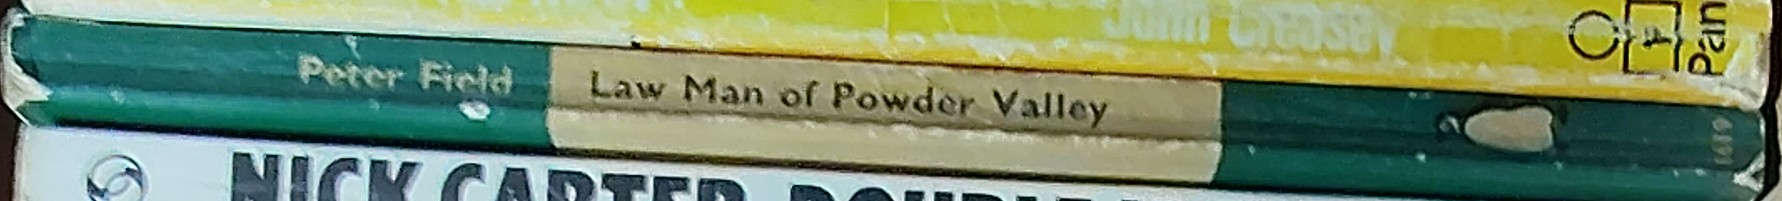 John Creasey
Pan
Peter Field Law Man of Powder Valley
NICK CARTER